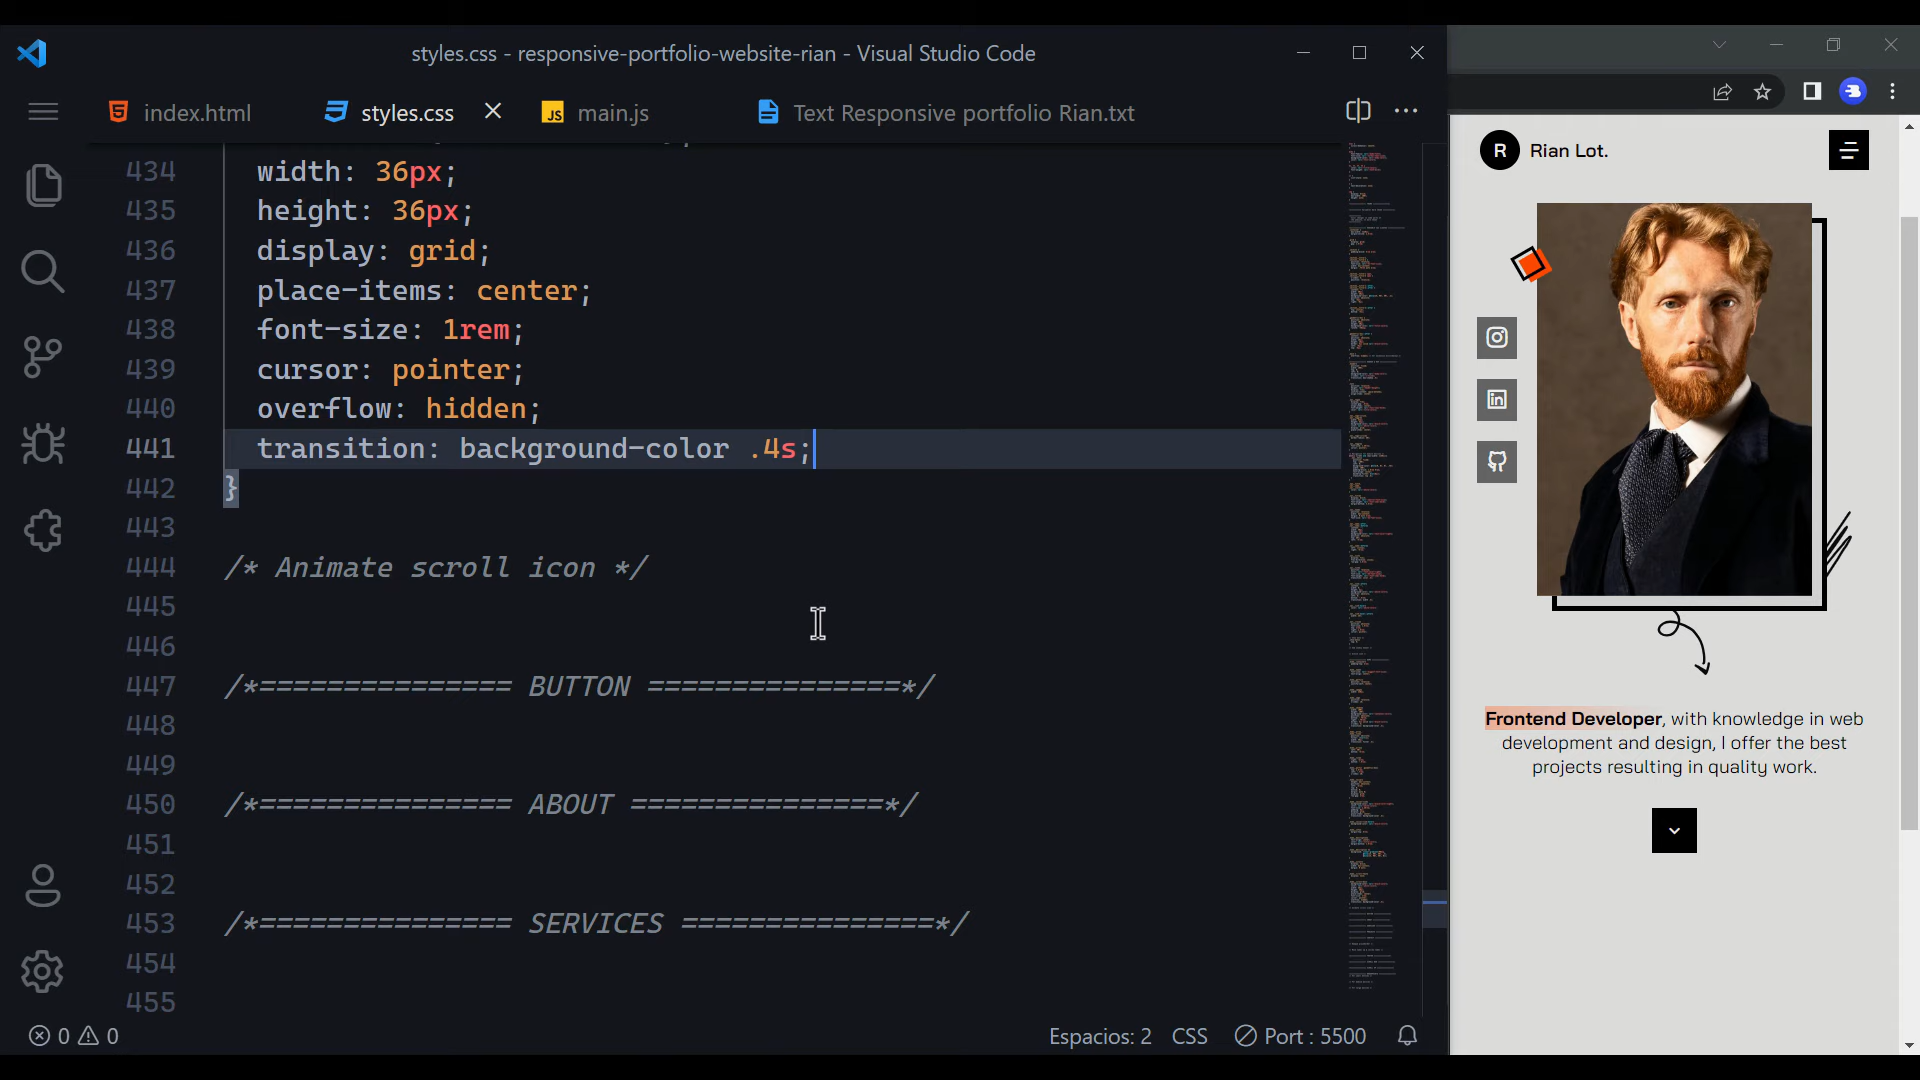 styles.css - responsive-portfolio-website-rian - Visual Studio Code
index.html
styles.css
JS main.js
Text Responsive portfolio Rian.txt
434 width: 36px;
435 height: 36px;
436 display: grid;
437 place-items: center;
438 font-size: 1rem;
439 cursor: pointer;
440 overflow: hidden;
441 transition: background-color .4s;
442 }
443
444 /* Animate scroll icon */
445
446
447 /*=============== BUTTON ===============*/
448
449
450 /*=============== ABOUT ===============*/
451
452
453 /*=============== SERVICES ===============*/
454
455
0 0
Espacios: 2 CSS Port : 5500
R Rian Lot.
Frontend Developer, with knowledge in web
development and design, I offer the best
projects resulting in quality work.